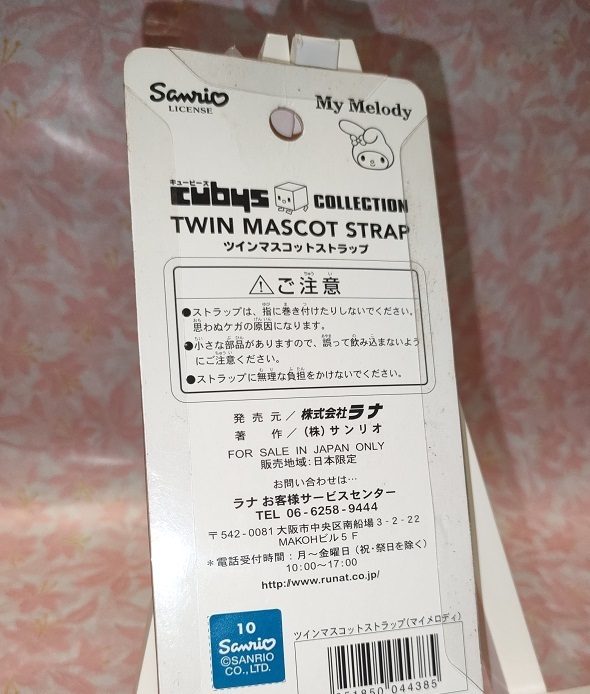 Sanrio
LICENSE
My Melody
キューピーズ
cubys COLLECTION
TWIN MASCOT STRAP
ツインマスコットストラップ
ご注意
●ストラップは、指に巻き付けたりしないでください。
思わぬケガの原因になります。
●小さな部品がありますので、誤って飲み込まないよう
にご注意ください。
●ストラップに無理な負担をかけないでください。
発売元/株式会社ラナ
著作/(株)サンリオ
FOR SALE IN JAPAN ONLY
販売地域:日本限定
お問い合わせは…
ラナ お客様サービスセンター
TEL 06-6258-9444
〒542-0081 大阪市中央区南船場3-2-22
MAKOHビル5F
*電話受付時間:月〜金曜日(祝・祭日を除く)
10:00〜17:00
http://www.runat.co.jp/
10
Sanrio
©SANRIO
CO., LTD.
ツインマスコットストラップ(マイメロディ)
851850 044385